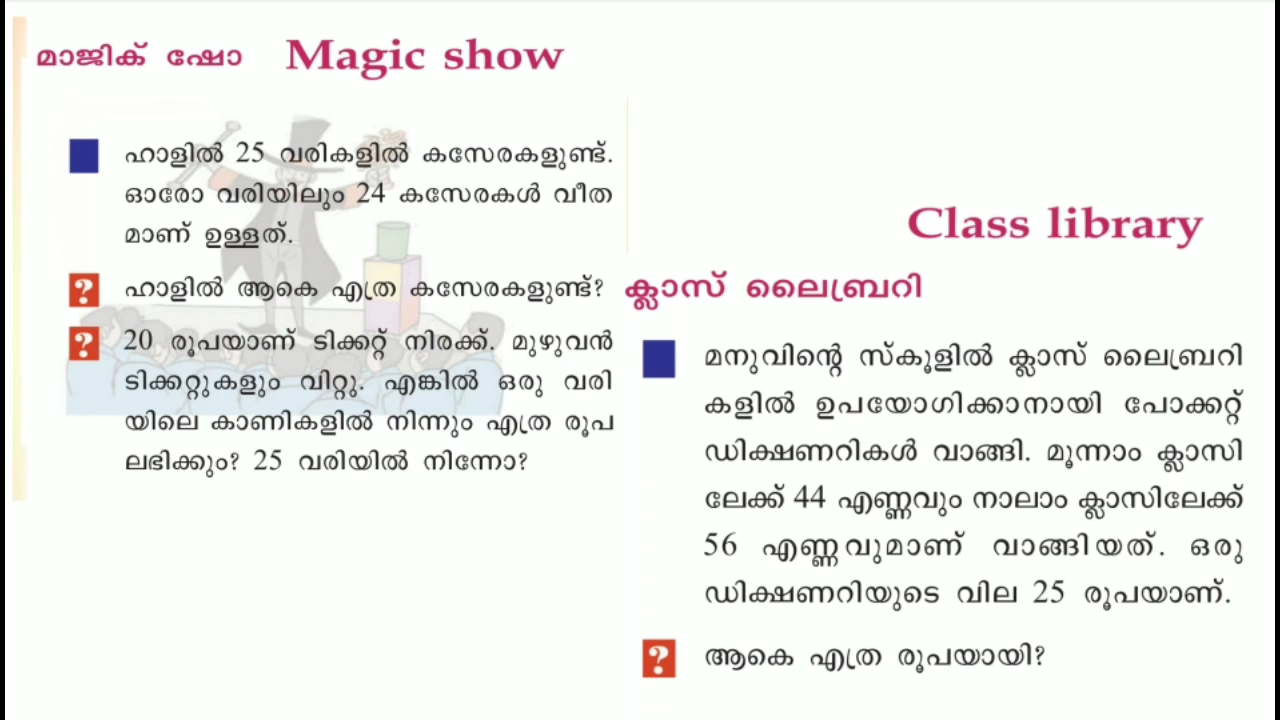 മാജിക് ഷോ Magic show
ഹാളിൽ 25 വരികളിൽ കസേരകളുണ്ട്.
ഓരോ വരിയിലും 24 കസേരകൾ വീത
മാണ് ഉള്ളത്.
ഹാളിൽ ആകെ എത്ര കസേരകളുണ്ട്?
20 രൂപയാണ് ടിക്കറ്റ് നിരക്ക്. മുഴുവൻ
ടിക്കറ്റുകളും വിറ്റു. എങ്കിൽ ഒരു വരി
യിലെ കാണികളിൽ നിന്നും എത്ര രൂപ
ലഭിക്കും? 25 വരിയിൽ നിന്നോ?
Class library
ക്ലാസ് ലൈബ്രറി
മനുവിന്റെ സ്കൂളിൽ ക്ലാസ് ലൈബ്രറി
കളിൽ ഉപയോഗിക്കാനായി പോക്കറ്റ്
ഡിക്ഷണറികൾ വാങ്ങി. മൂന്നാം ക്ലാസി
ലേക്ക് 44 എണ്ണവും നാലാം ക്ലാസിലേക്ക്
56 എണ്ണവുമാണ് വാങ്ങിയത്. ഒരു
ഡിക്ഷണറിയുടെ വില 25 രൂപയാണ്.
ആകെ എത്ര രൂപയായി?